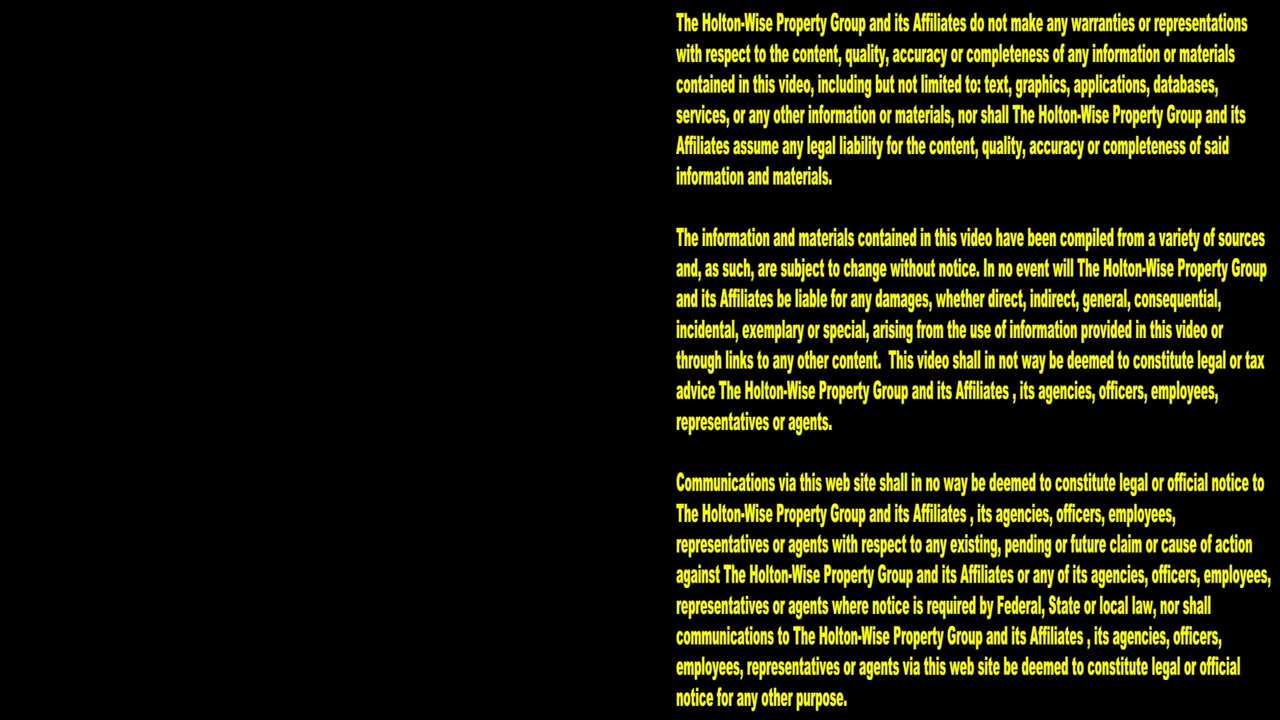 The Holton-Wise Property Group and its Affiliates do not make any warranties or representations
with respect to the content, quality, accuracy or completeness of any information or materials
contained in this video, including but not limited to: text, graphics, applications, databases,
services, or any other information or materials, nor shall The Holton-Wise Property Group and its
Affiliates assume any legal liability for the content, quality, accuracy or completeness of said
information and materials.
The information and materials contained in this video have been compiled from a variety of sources
and, as such, are subject to change without notice. In no event will The Holton-Wise Property Group
and its Affiliates be liable for any damages, whether direct, indirect, general, consequential,
incidental, exemplary or special, arising from the use of information provided in this video or
through links to any other content.  This video shall in not way be deemed to constitute legal or tax
advice The Holton-Wise Property Group and its Affiliates , its agencies, officers, employees,
representatives or agents.
Communications via this web site shall in no way be deemed to constitute legal or official notice to
The Holton-Wise Property Group and its Affiliates , its agencies, officers, employees,
representatives or agents with respect to any existing, pending or future claim or cause of action
against The Holton-Wise Property Group and its Affiliates or any of its agencies, officers, employees,
representatives or agents where notice is required by Federal, State or local law, nor shall
communications to The Holton-Wise Property Group and its Affiliates , its agencies, officers,
employees, representatives or agents via this web site be deemed to constitute legal or official
notice for any other purpose.